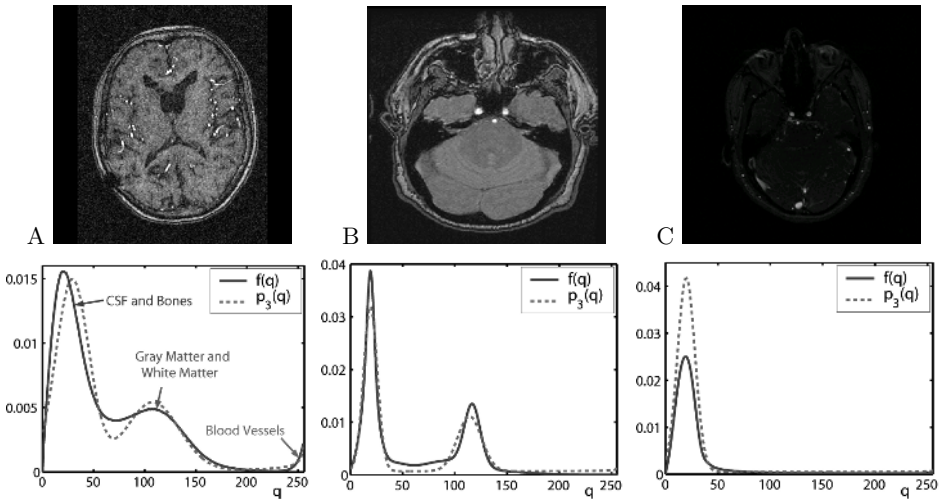 A
B
C
0.015
0.01
0.005
0
0
50
100
150
200
250
q
f(q)
p3(q)
CSF and Bones
Gray Matter and
White Matter
Blood Vessels
0.04
0.03
0.02
0.01
0
0
50
100
150
200
250
q
f(q)
p3(q)
0.04
0.03
0.02
0.01
0
0
50
100
150
200
250
q
f(q)
p3(q)